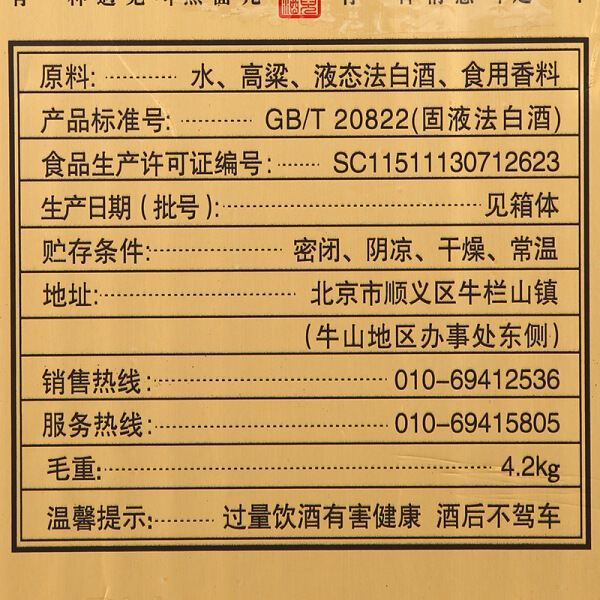 原料: 水、高粱、液态法白酒、食用香料
产品标准号: GB/T 20822(固液法白酒)
食品生产许可证编号: SC11511130712623
生产日期(批号): 见箱体
贮存条件: 密闭、阴凉、干燥、常温
地址: 北京市顺义区牛栏山镇
(牛山地区办事处东侧)
销售热线: 010-69412536
服务热线: 010-69415805
毛重: 4.2kg
温馨提示: 过量饮酒有害健康 酒后不驾车